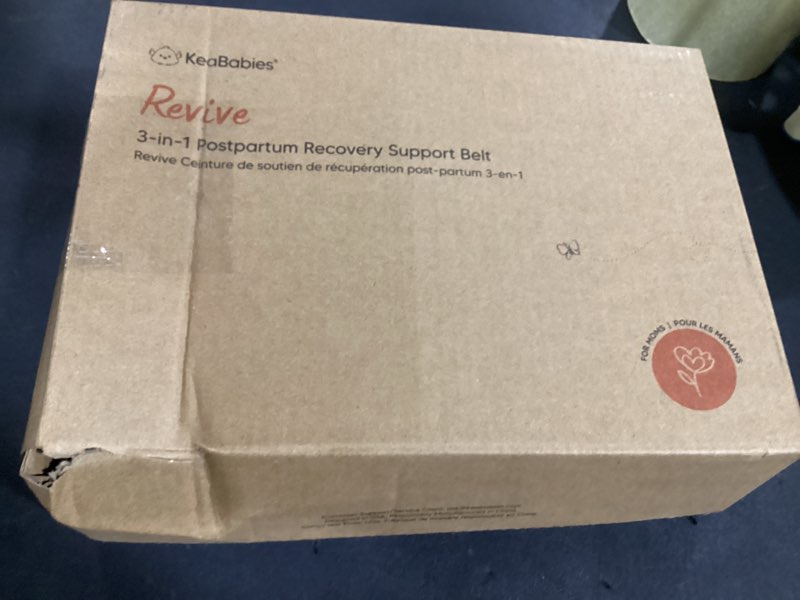 KeaBabies®
Revive
3-in-1 Postpartum Recovery Support Belt
Revive Ceinture de soutien de récupération post-partum 3-en-1
FOR MOMS | POUR LES MAMANS